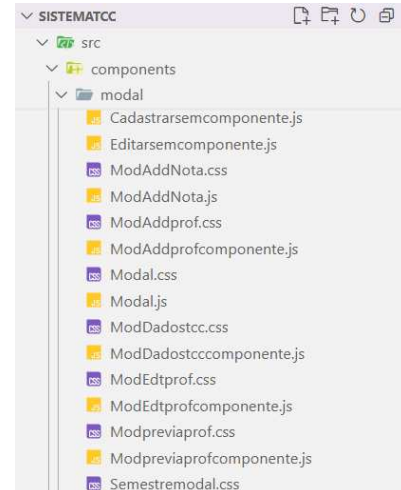 SISTEMATCC
src
components
modal
Cadastrarsemcomponente.js
Editarsemcomponente.js
ModAddNota.css
ModAddNota.js
ModAddprof.css
ModAddprofcomponente.js
Modal.css
Modal.js
ModDadostcc.css
ModDadostcccomponente.js
ModEdtprof.css
ModEdtprofcomponente.js
Modpreviaprof.css
Modpreviaprofcomponente.js
Semestremodal.css